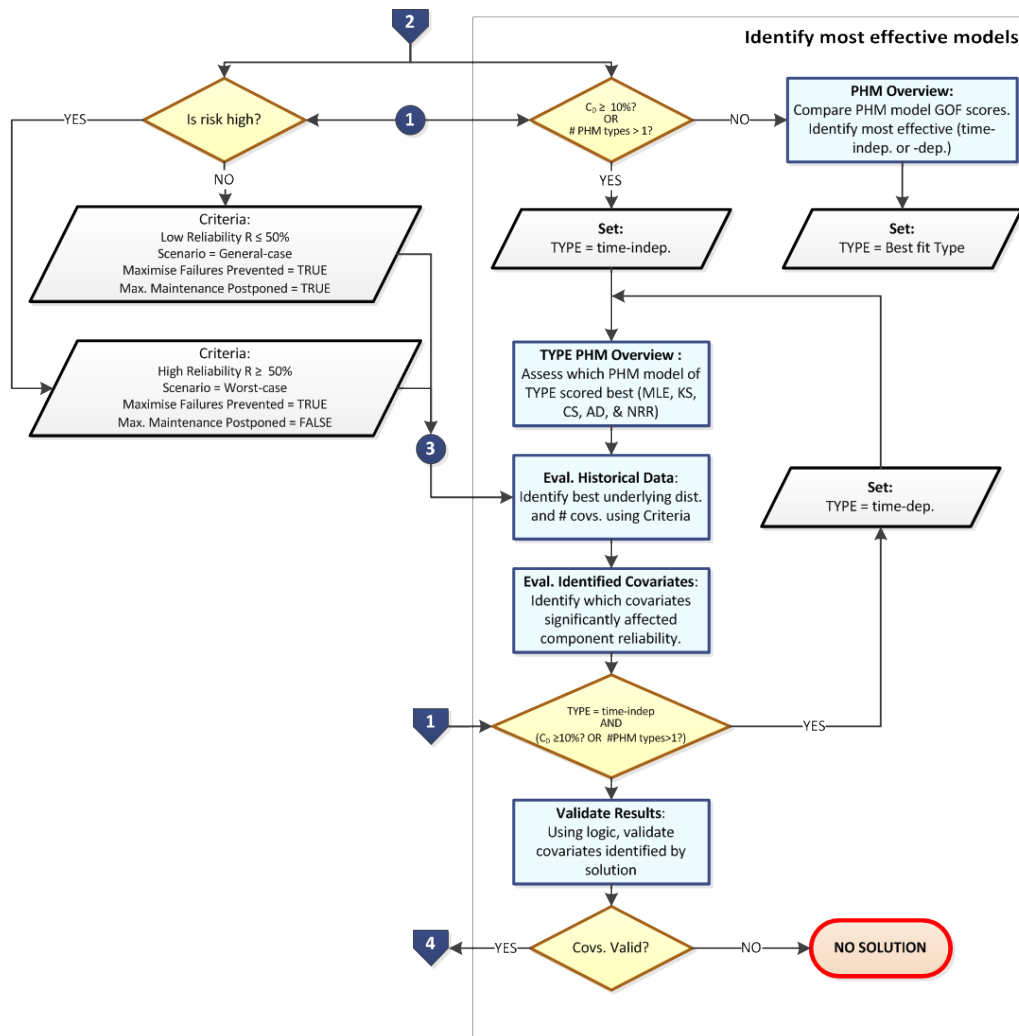 2
Identify most effective models
YES
Is risk high?
1
C_D ≥ 10%?
OR
# PHM types > 1?
NO
PHM Overview:
Compare PHM model GOF scores.
Identify most effective (time-
indep. or -dep.)
NO
YES
Criteria:
Low Reliability R ≤ 50%
Scenario = General-case
Maximise Failures Prevented = TRUE
Max. Maintenance Postponed = TRUE
Set:
TYPE = time-indep.
Set:
TYPE = Best fit Type
Criteria:
High Reliability R ≥ 50%
Scenario = Worst-case
Maximise Failures Prevented = TRUE
Max. Maintenance Postponed = FALSE
TYPE PHM Overview :
Assess which PHM model of
TYPE scored best (MLE, KS,
CS, AD, & NRR)
3
Eval. Historical Data:
Identify best underlying dist.
and # covs. using Criteria
Set:
TYPE = time-dep.
Eval. Identified Covariates:
Identify which covariates
significantly affected
component reliability.
1
TYPE = time-indep
AND
(C_D ≥10%? OR #PHM types>1?)
YES
Validate Results:
Using logic, validate
covariates identified by
solution
4
YES
Covs. Valid?
NO
NO SOLUTION